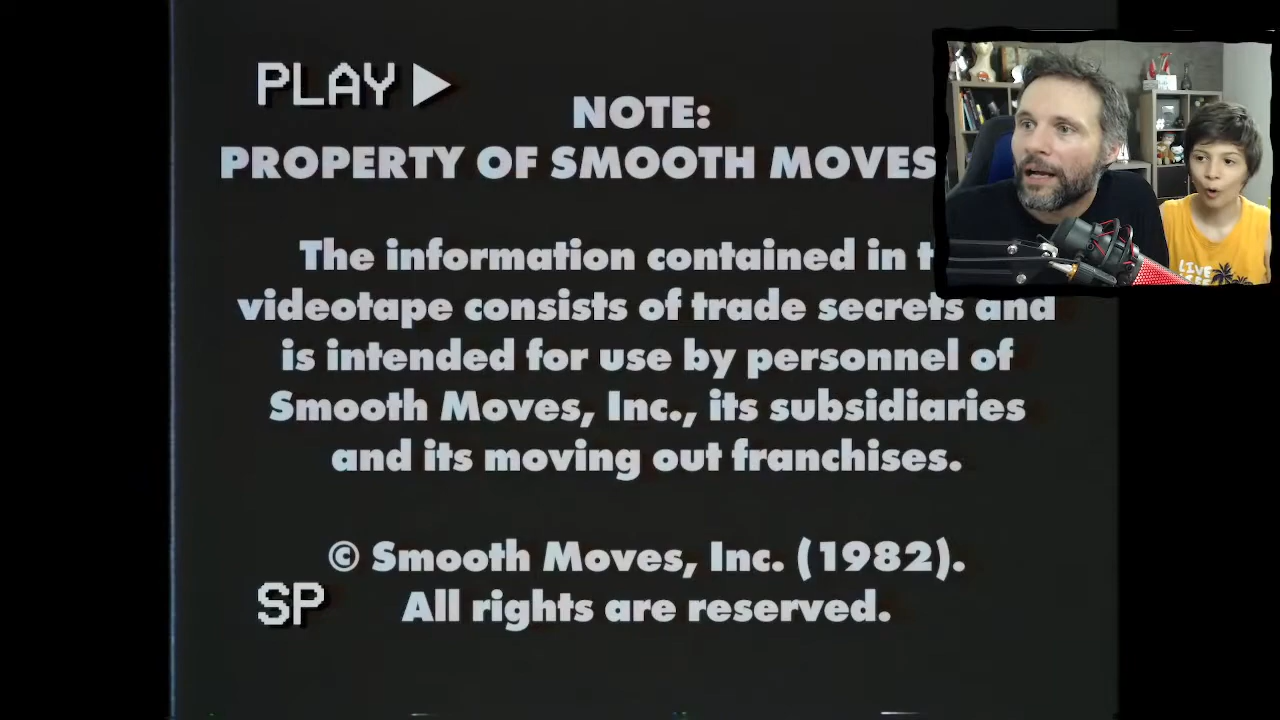 PLAY
NOTE:
PROPERTY OF SMOOTH MOVES
The information contained in t
videotape consists of trade secrets and
is intended for use by personnel of
Smooth Moves, Inc., its subsidiaries
and its moving out franchises.
© Smooth Moves, Inc. (1982).
SP
All rights are reserved.
LIVE